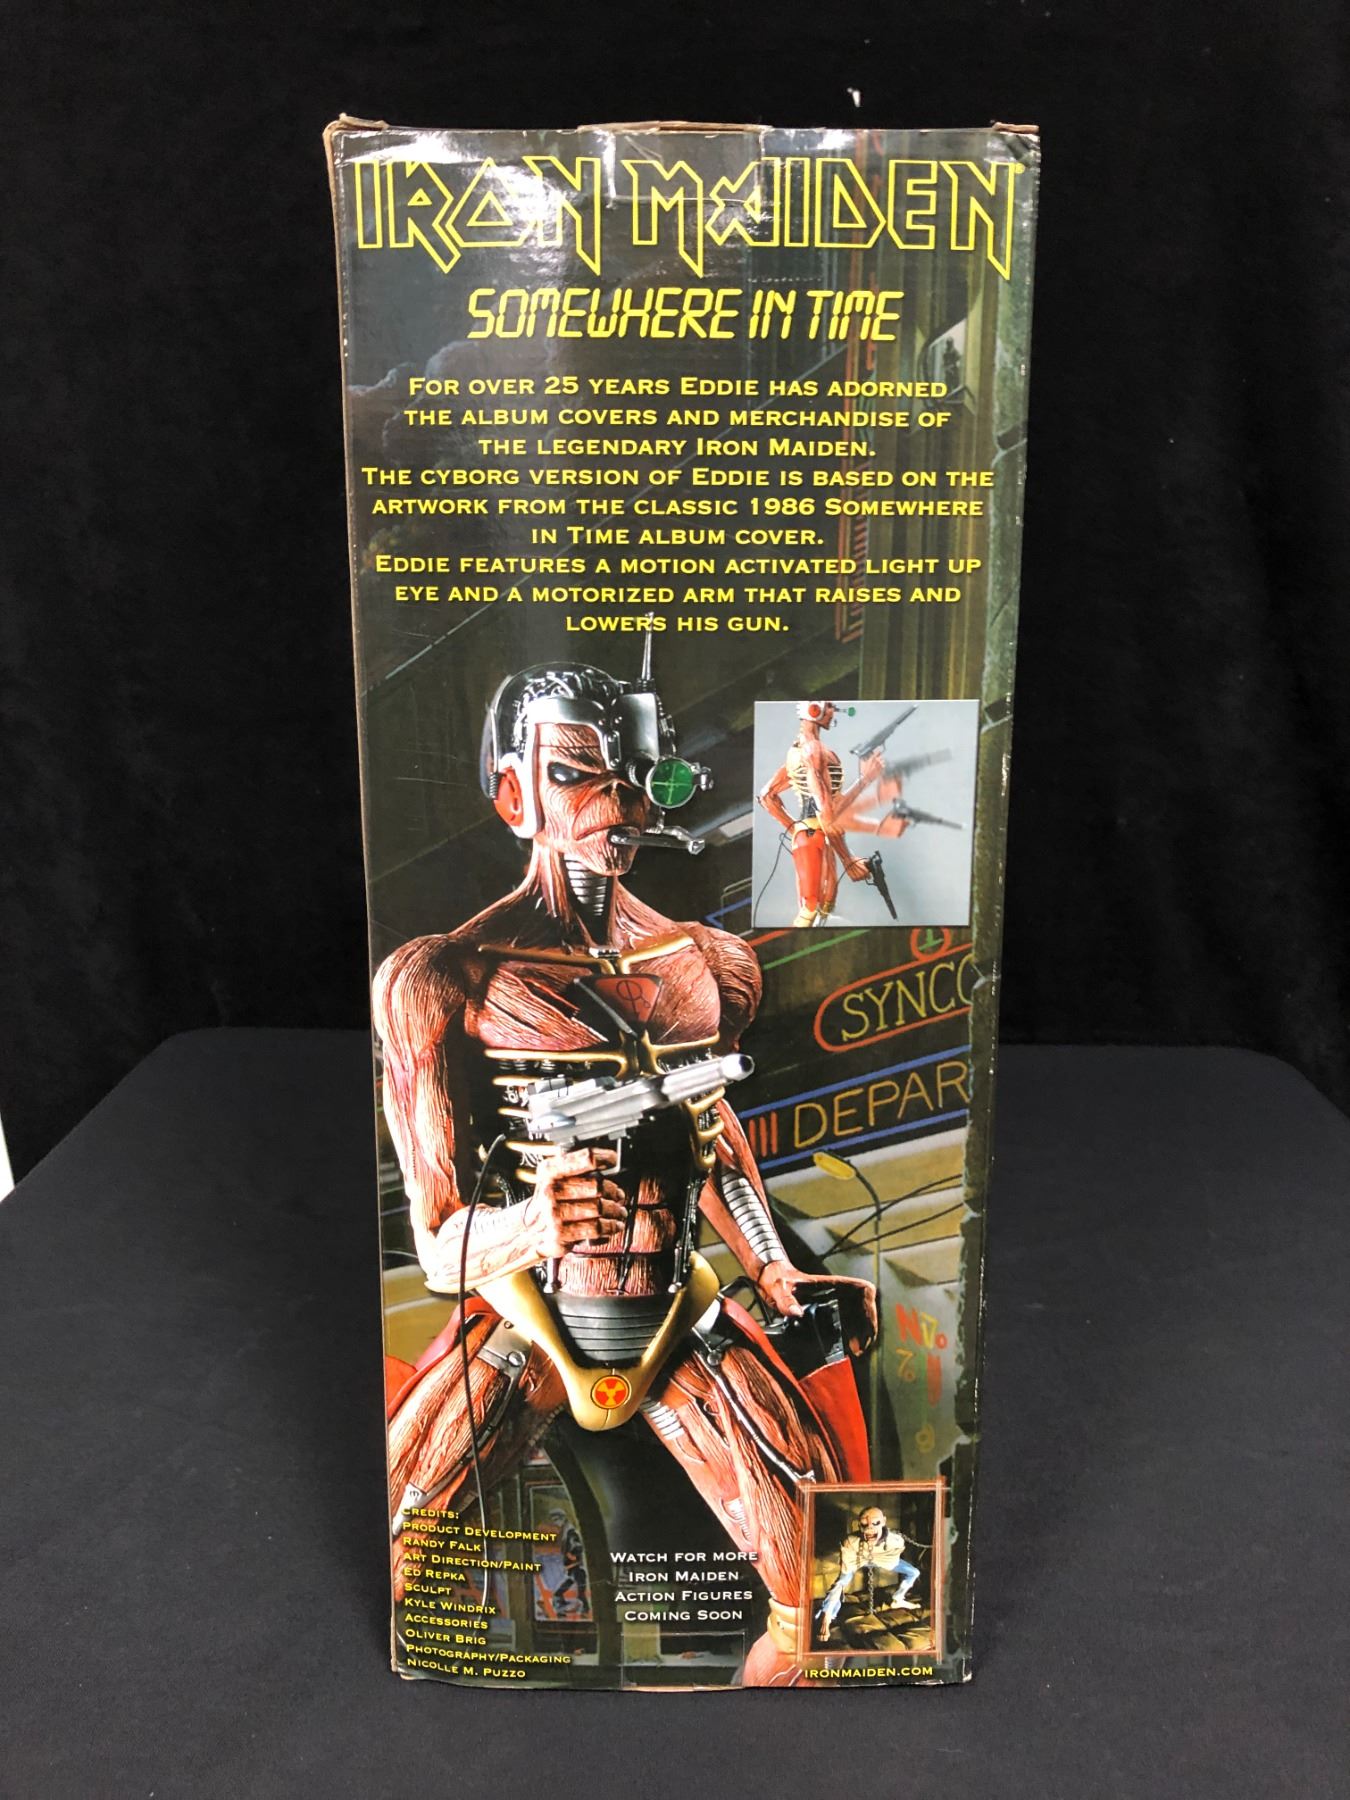 IRON MAIDEN®
SOMEWHERE IN TIME
FOR OVER 25 YEARS EDDIE HAS ADORNED
THE ALBUM COVERS AND MERCHANDISE OF
THE LEGENDARY IRON MAIDEN.
THE CYBORG VERSION OF EDDIE IS BASED ON THE
ARTWORK FROM THE CLASSIC 1986 SOMEWHERE
IN TIME ALBUM COVER.
EDDIE FEATURES A MOTION ACTIVATED LIGHT UP
EYE AND A MOTORIZED ARM THAT RAISES AND
LOWERS HIS GUN.
SYNCO
DEPAR
CREDITS:
PRODUCT DEVELOPMENT
RANDY FALK
ART DIRECTION/PAINT
ED REPKA
SCULPT
KYLE WINDRIX
ACCESSORIES
OLIVER BRIG
PHOTOGRAPHY/PACKAGING
NICOLLE M. PUZZO
WATCH FOR MORE
IRON MAIDEN
ACTION FIGURES
COMING SOON
IRONMAIDEN.COM